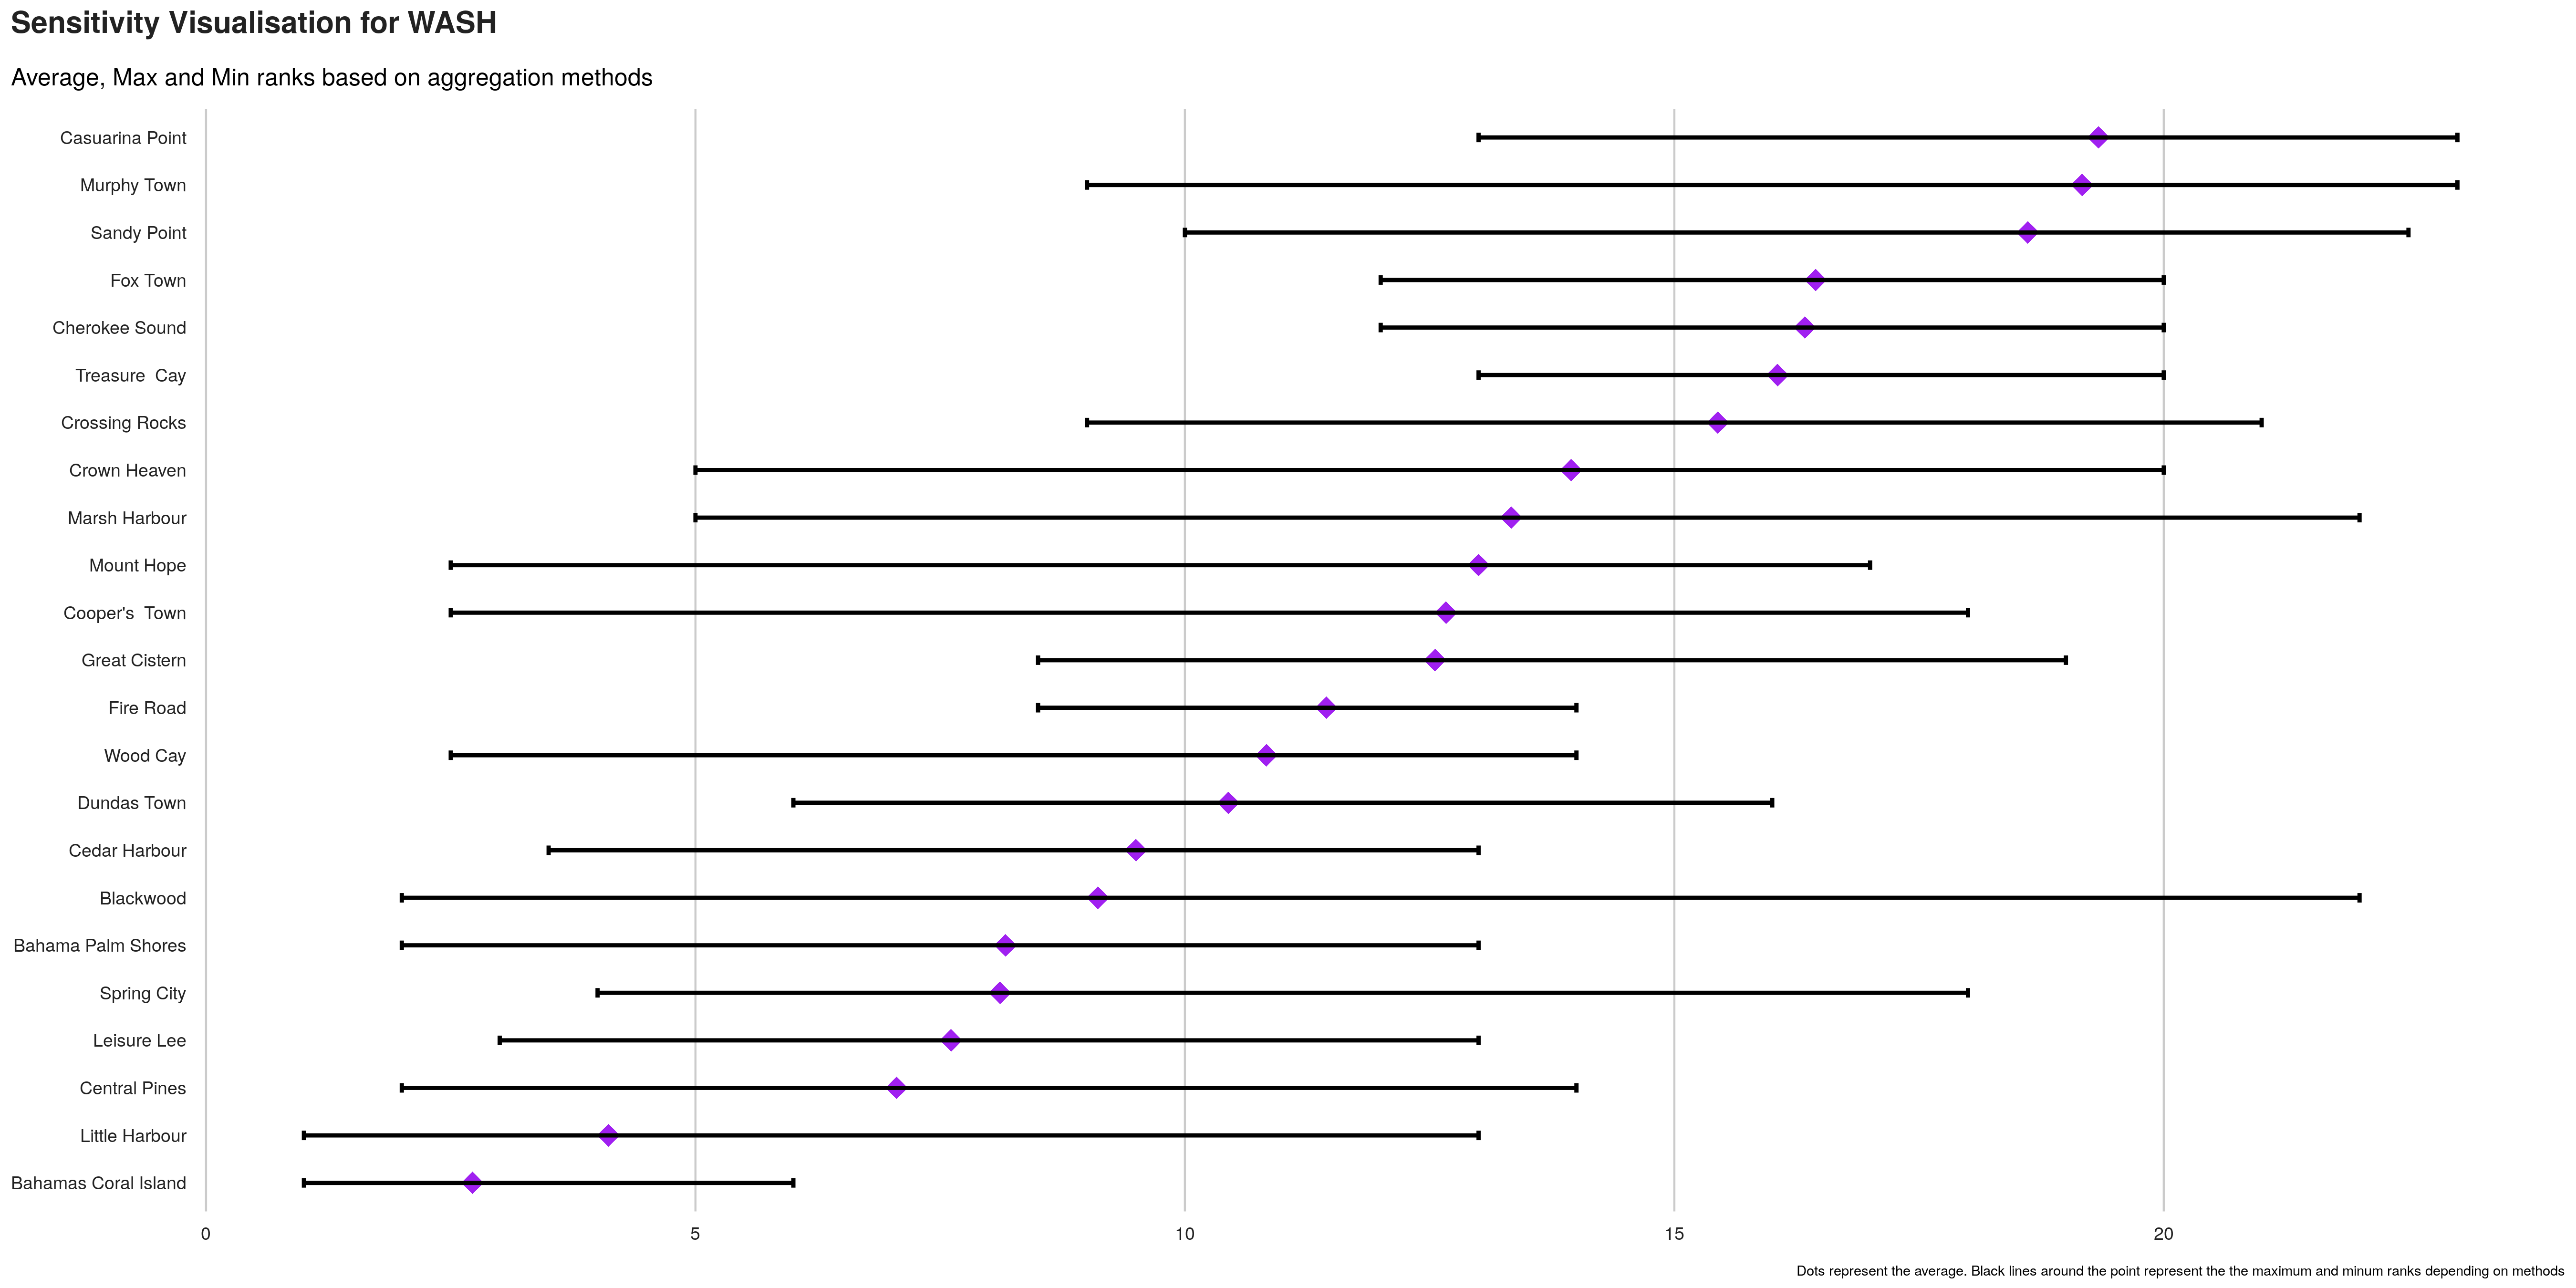 Sensitivity Visualisation for WASH
Average, Max and Min ranks based on aggregation methods
Casuarina Point
Murphy Town
Sandy Point
Fox Town
Cherokee Sound
Treasure  Cay
Crossing Rocks
Crown Heaven
Marsh Harbour
Mount Hope
Cooper's  Town
Great Cistern
Fire Road
Wood Cay
Dundas Town
Cedar Harbour
Blackwood
Bahama Palm Shores
Spring City
Leisure Lee
Central Pines
Little Harbour
Bahamas Coral Island
0 5 10 15 20
Dots represent the average. Black lines around the point represent the the maximum and minum ranks depending on methods